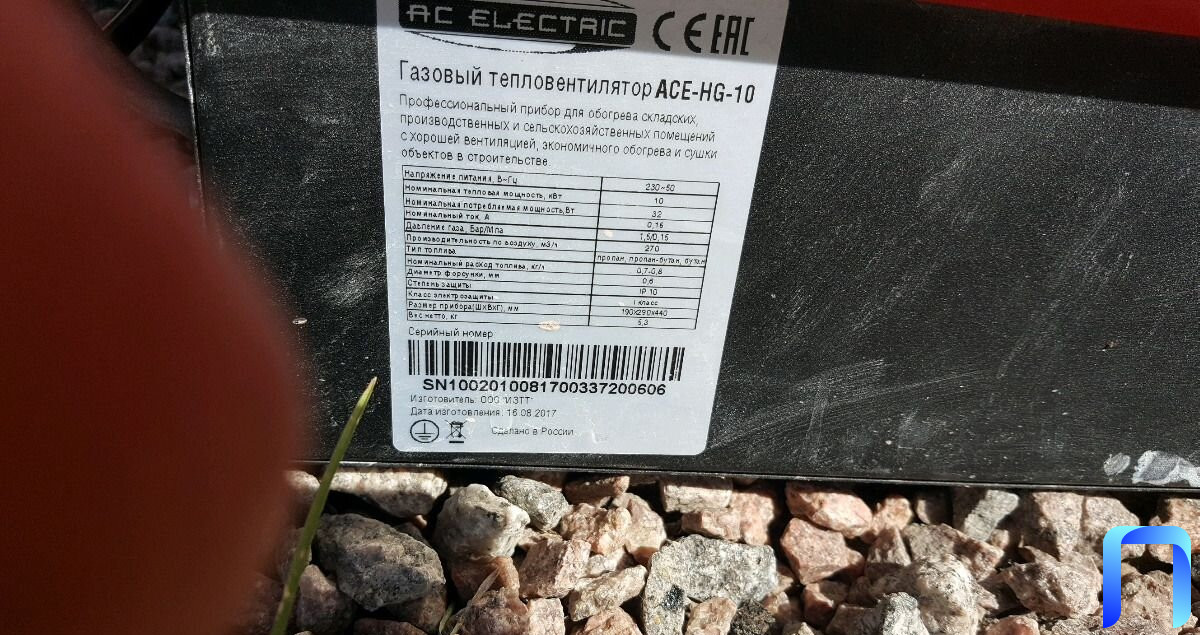 AC ELECTRIC CE EAC
Газовый тепловентилятор ACE-HG-10
Профессиональный прибор для обогрева складских,
производственных и сельскохозяйственных помещений
с хорошей вентиляцией, экономичного обогрева и сушки
объектов в строительстве.
Напряжение питания, В~Гц 230~50
Номинальная тепловая мощность, кВт 10
Номинальная потребляемая мощность,Вт 32
Номинальный ток, А 0,15
Давление газа, Бар/Мпа 1,5/0,15
Производительность по воздуху, м3/ч 270
Тип топлива пропан, пропан-бутан, бутан
Номинальный расход топлива, кг/ч 0,7-0,8
Диаметр форсунки, мм 0,6
Степень защиты IP 10
Класс электрозащиты I класс
Размер прибора(ШхВхГ), мм 190х290х440
Вес нетто, кг 5,3
Серийный номер
SN1002010081700337200606
Изготовитель: ООО "ИЗТТ"
Дата изготовления: 16.08.2017
Сделано в России